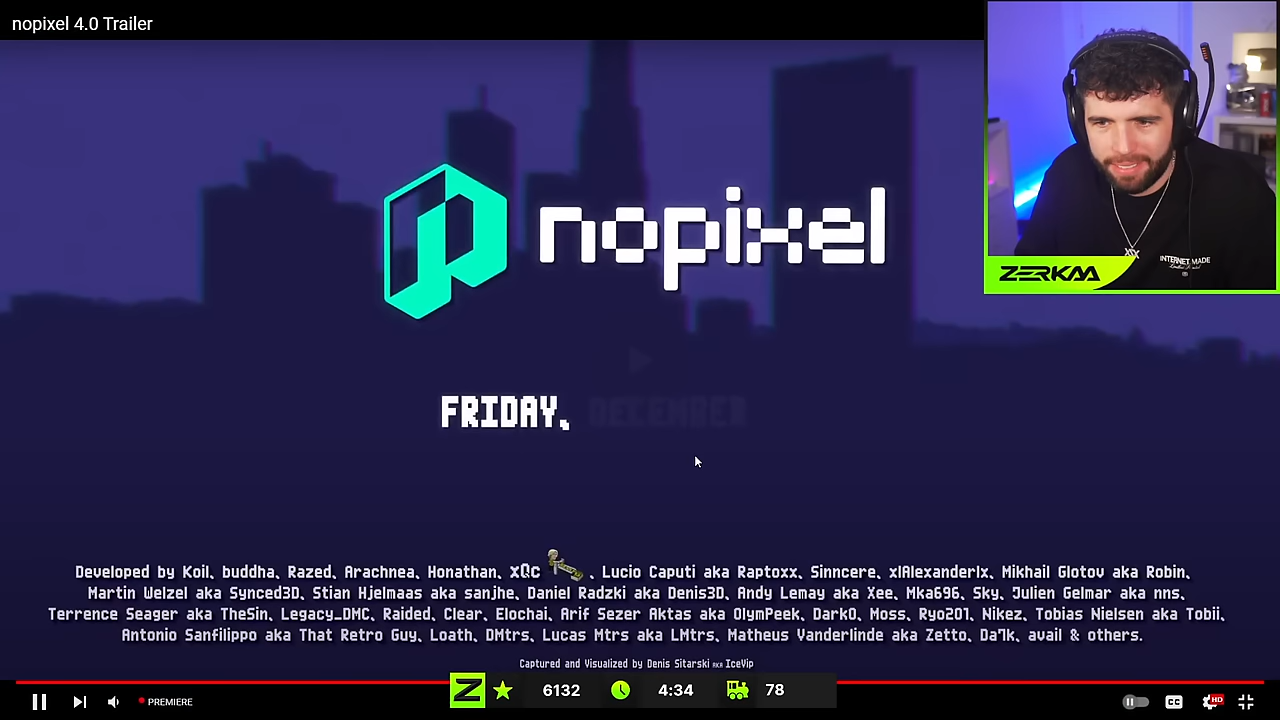 nopixel 4.0 Trailer
nopixel
INTERNET MADE
ZERKAA
FRIDAY, DECEMBER
Developed by Koil, buddha, Razed, Arachnea, Honathan, xQc , Lucio Caputi aka Raptoxx, Sinncere, xIAlexanderIx, Mikhail Glotov aka Robin,
Martin Welzel aka Synced3D, Stian Hjelmaas aka sanjhe, Daniel Radzki aka Denis3D, Andy Lemay aka Xee, Mka696, Sky, Julien Gelmar aka nns,
Terrence Seager aka TheSin, Legacy_DMC, Raided, Clear, Elochai, Arif Sezer Aktas aka OlymPeek, DarkO, Moss, Ryo201, Nikez, Tobias Nielsen aka Tobii,
Antonio Sanfilippo aka That Retro Guy, Loath, DMtrs, Lucas Mtrs aka LMtrs, Matheus Vanderlinde aka Zetto, Da7k, avail & others.
Captured and Visualized by Denis Sitarski AKA IceVip
Z 6132 4:34 78
PREMIERE
CC
HD